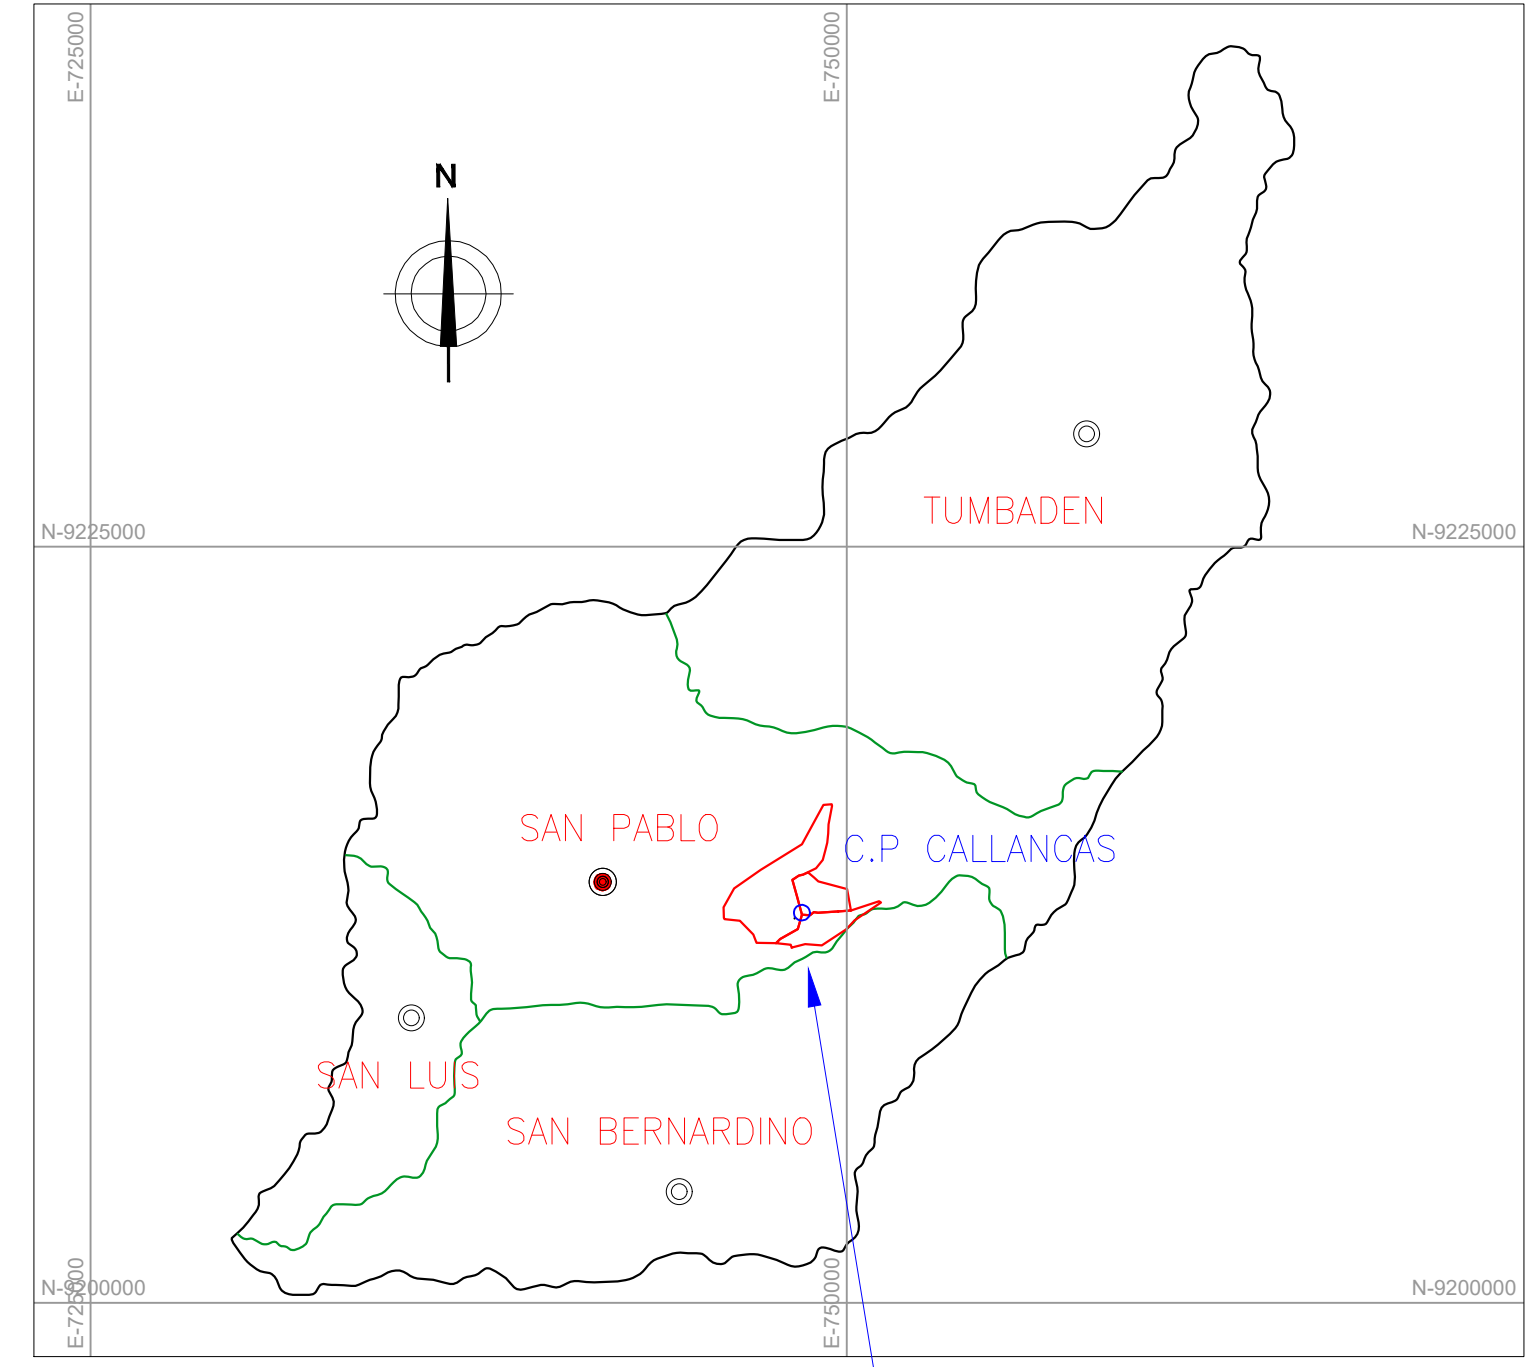 E-725000
E-750000
N
TUMBADEN
N-9225000
N-9225000
SAN PABLO
C.P CALLANCAS
SAN LUIS
SAN BERNARDINO
N-9200000
N-9200000
E-725000
E-750000